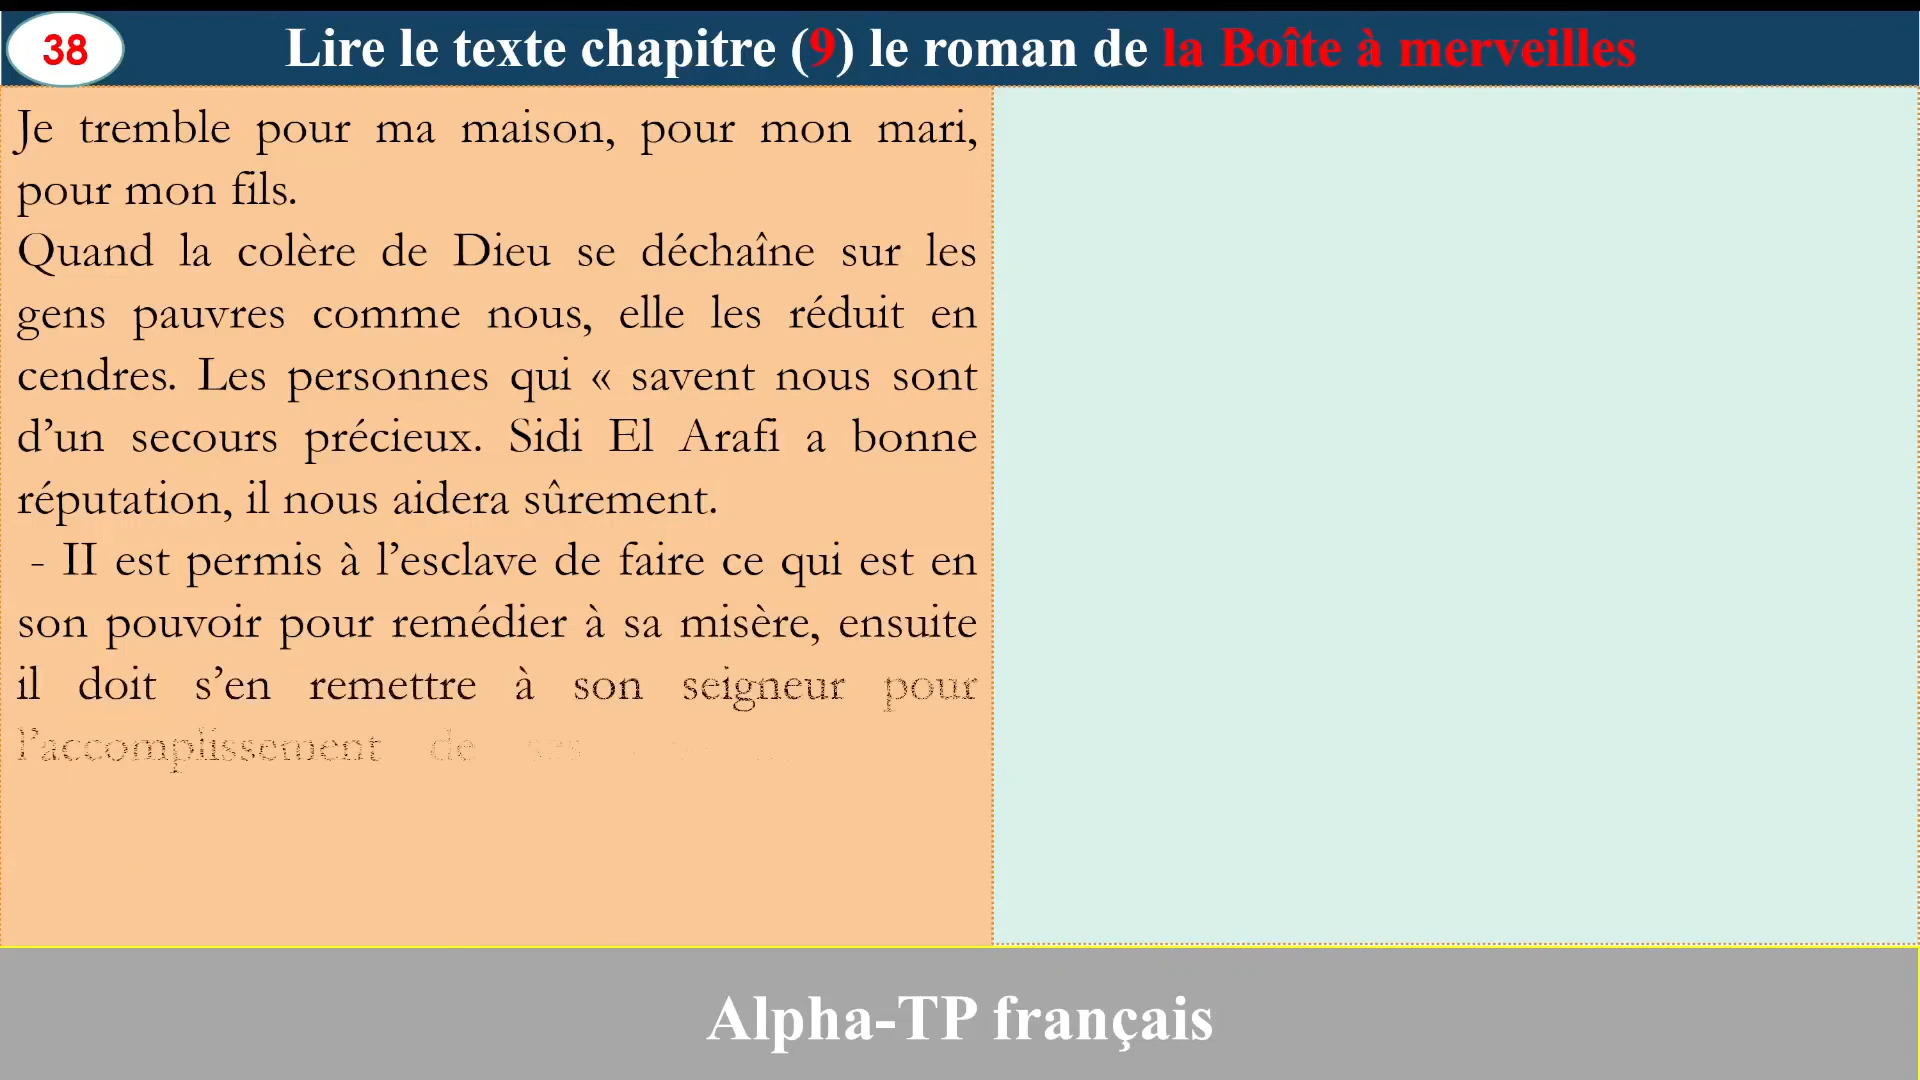 38
Lire le texte chapitre (9) le roman de la Boîte à merveilles
Je tremble pour ma maison, pour mon mari,
pour mon fils.
Quand la colère de Dieu se déchaîne sur les
gens pauvres comme nous, elle les réduit en
cendres. Les personnes qui « savent nous sont
d’un secours précieux. Sidi El Arafi a bonne
réputation, il nous aidera sûrement.
- II est permis à l’esclave de faire ce qui est en
son pouvoir pour remédier à sa misère, ensuite
il doit s’en remettre à son seigneur pour
l’accomplissement de ses
Alpha-TP français